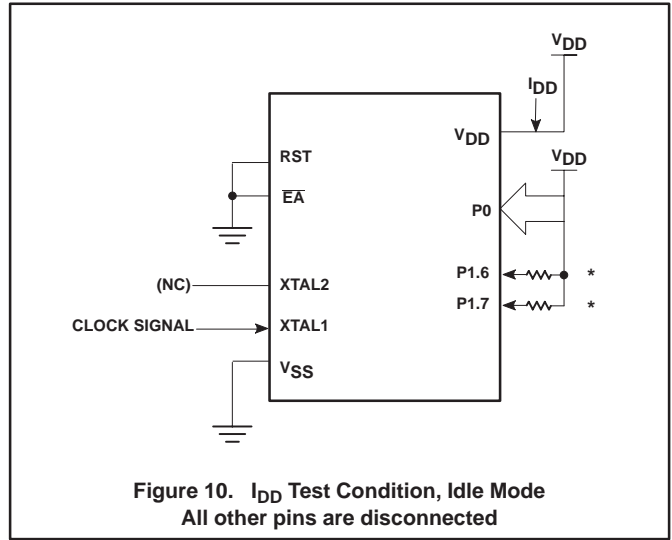 VDD
IDD
VDD
VDD
RST
EA
P0
P1.6 *
P1.7 *
(NC) XTAL2
CLOCK SIGNAL XTAL1
VSS
Figure 10. IDD Test Condition, Idle Mode
All other pins are disconnected